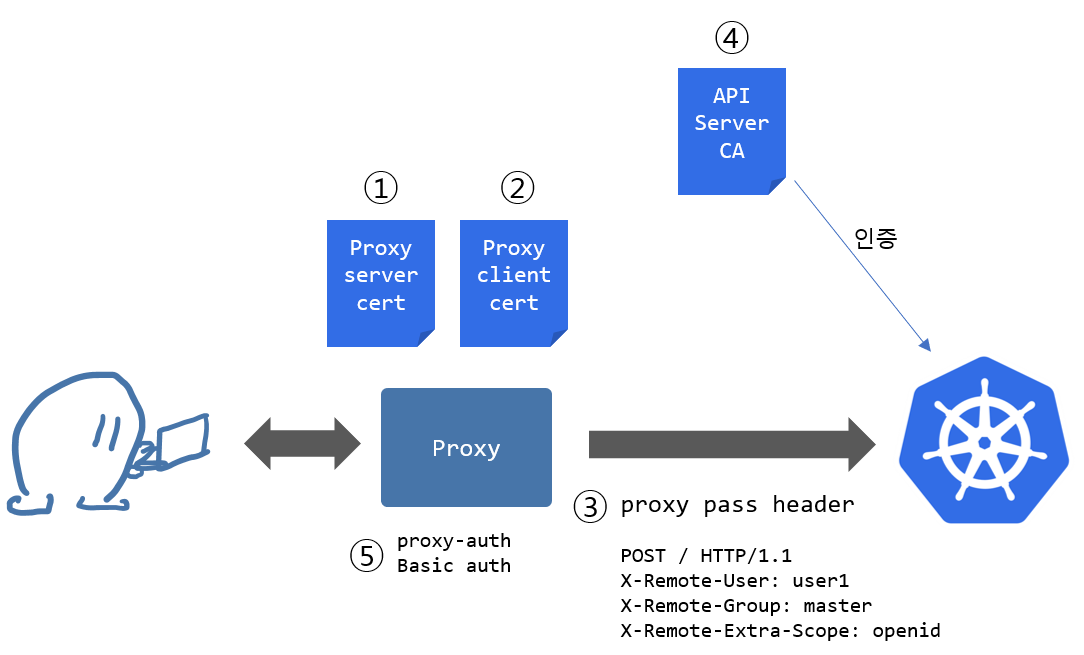 ④
API
Server
CA
①
②
Proxy
server
cert
Proxy
client
cert
인증
Proxy
③ proxy pass header
⑤ proxy-auth
Basic auth
POST / HTTP/1.1
X-Remote-User: user1
X-Remote-Group: master
X-Remote-Extra-Scope: openid